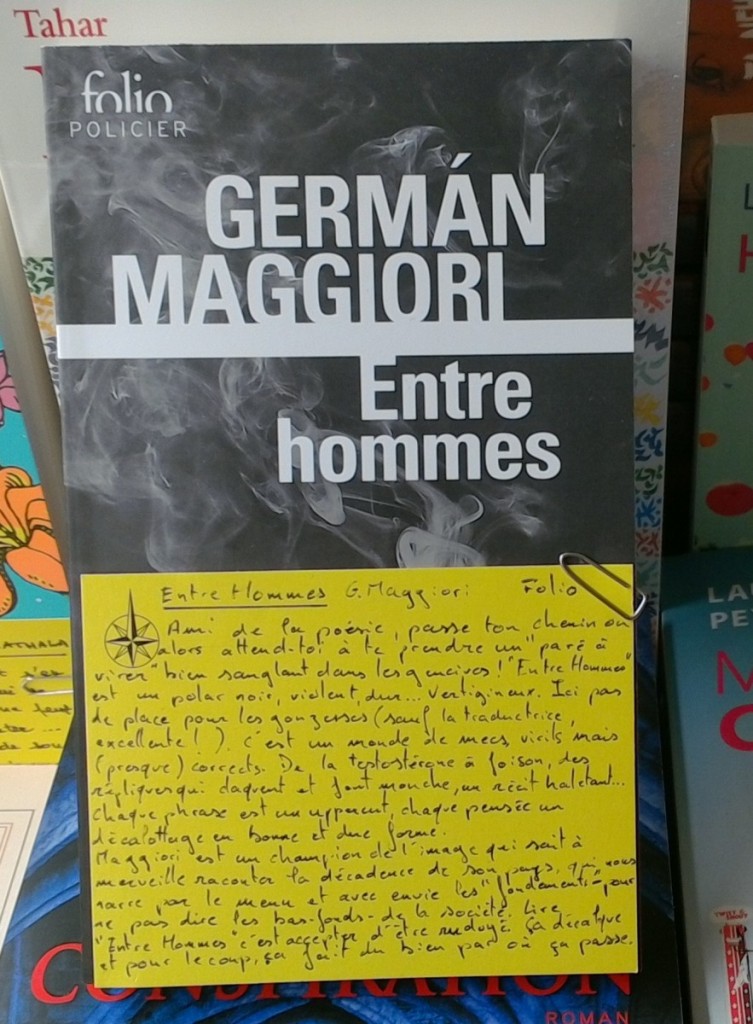 Tahar
folio
POLICIER
GERMÁN
MAGGIORI
Entre
hommes
Entre Hommes G. Maggiori Folio
Ami de la poésie, passe ton chemin ou
alors attend-toi à te prendre un "paré à
virer" bien sanglant dans les gencives ! "Entre Hommes"
est un polar noir, violent, dur... Vertigineux. Ici pas
de place pour les gonzesses (sauf la traductrice,
excellente ! ). C'est un monde de mecs, virils mais
(presque) corrects. De la testostérone à foison, des
répliques qui claquent et font mouche, un récit haletant...
Chaque phrase est un uppercut, chaque pensée un
décalottage en bonne et due forme.
Maggiori est un champion de l'image qui sait à
merveille raconter la décadence de son pays, qui nous
narre par le menu et avec envie les "fondements" - pour
ne pas dire les bas-fonds - de la société. Lire
"Entre Hommes" c'est accepter d'être rudoyé. Ça décalque
et pour le coup, ça fait du bien par où ça passe.
LA
PE
M
CONSPIRATION
ROMAN